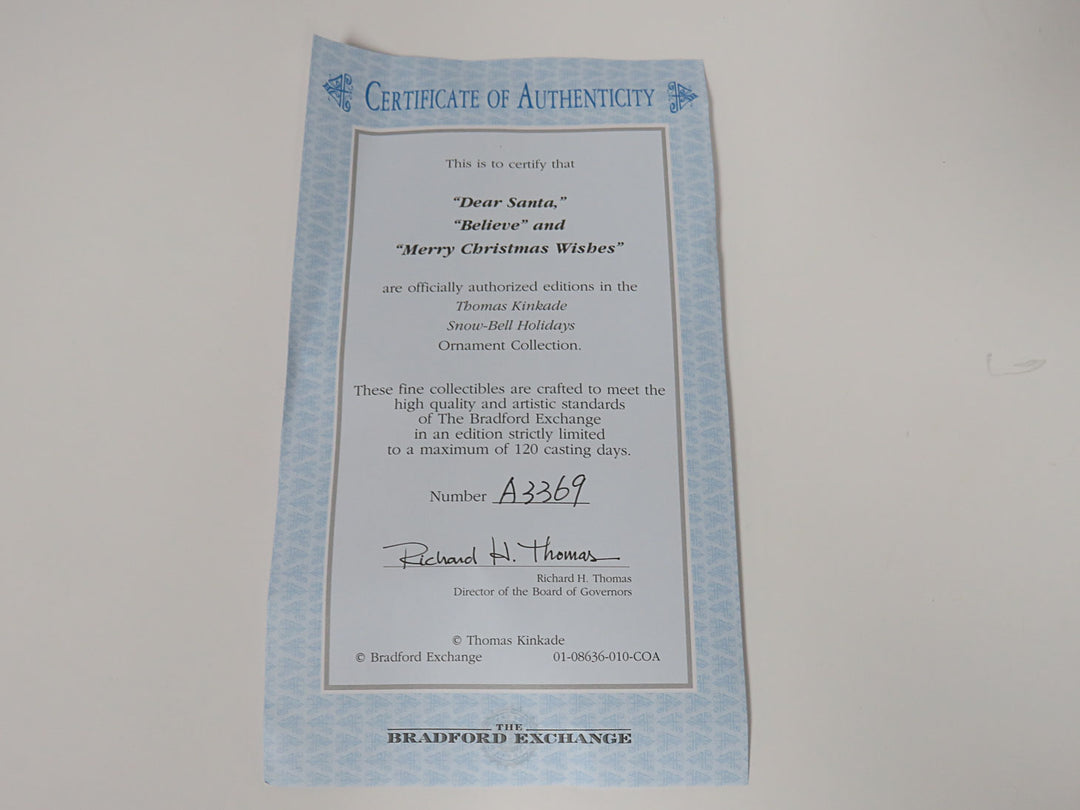 CERTIFICATE OF AUTHENTICITY
This is to certify that
“Dear Santa,”
“Believe” and
“Merry Christmas Wishes”
are officially authorized editions in the
Thomas Kinkade
Snow-Bell Holidays
Ornament Collection.
These fine collectibles are crafted to meet the
high quality and artistic standards
of The Bradford Exchange
in an edition strictly limited
to a maximum of 120 casting days.
Number A3369
Richard H. Thomas
Richard H. Thomas
Director of the Board of Governors
© Thomas Kinkade
© Bradford Exchange 01-08636-010-COA
THE
BRADFORD EXCHANGE